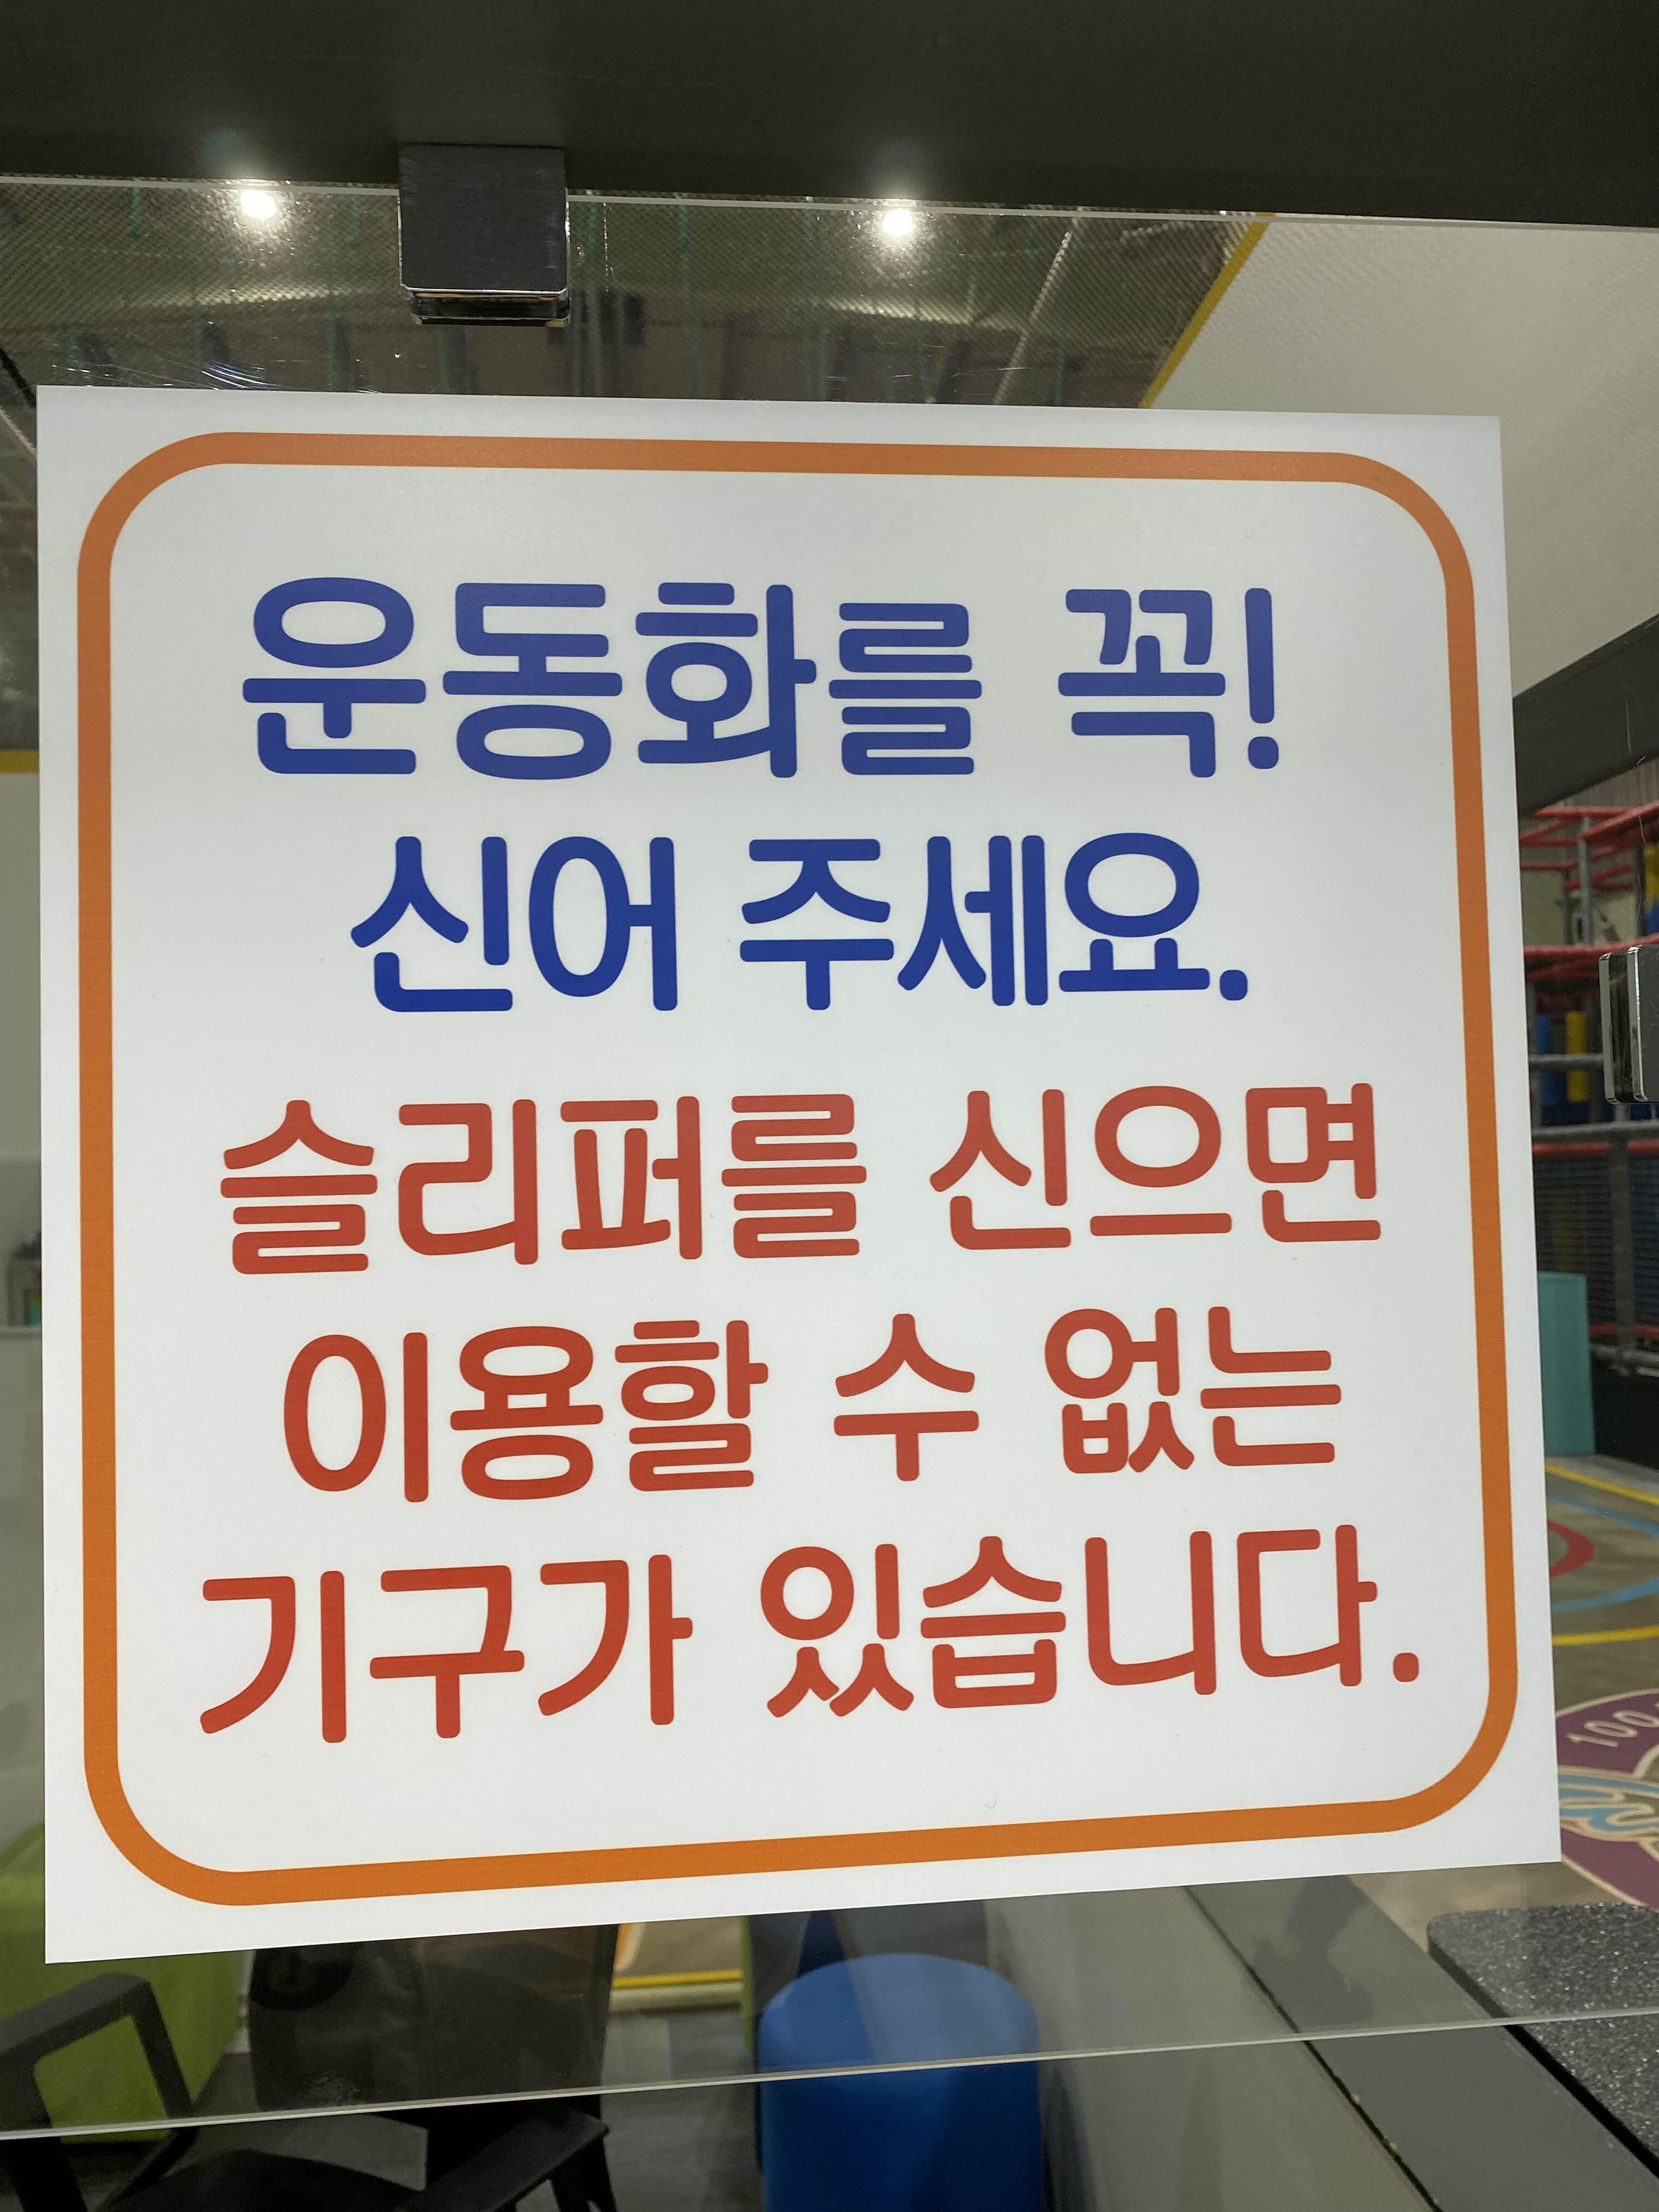 운동화를 꼭!
신어 주세요.
슬리퍼를 신으면
이용할 수 없는
기구가 있습니다.
100